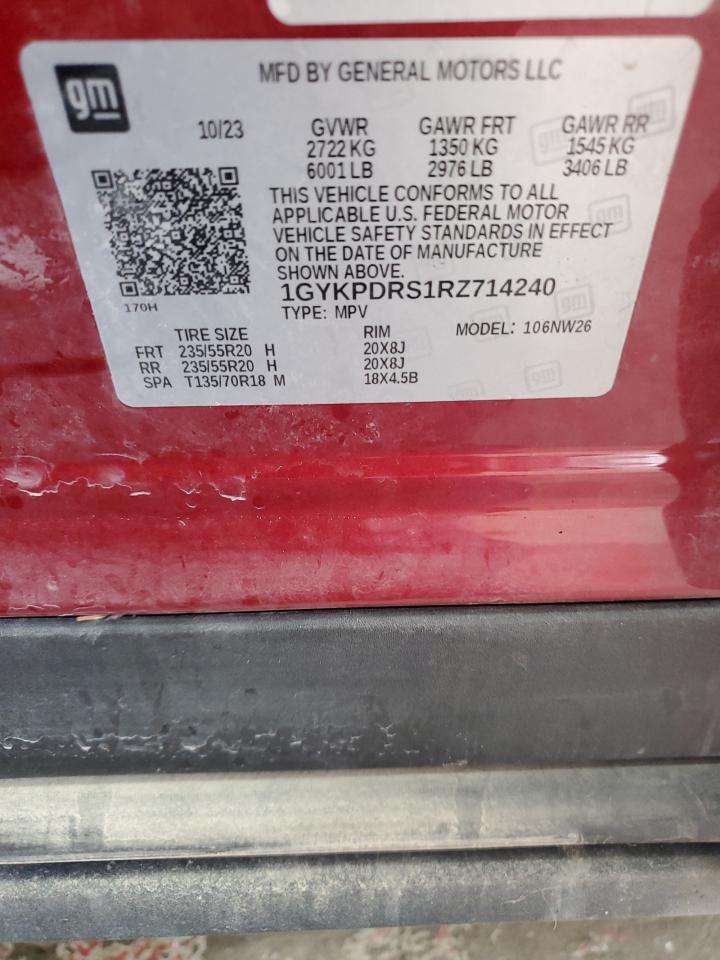 gm
MFD BY GENERAL MOTORS LLC
10/23 GVWR GAWR FRT GAWR RR
2722 KG 1350 KG 1545 KG
6001 LB 2976 LB 3406 LB
THIS VEHICLE CONFORMS TO ALL
APPLICABLE U.S. FEDERAL MOTOR
VEHICLE SAFETY STANDARDS IN EFFECT
ON THE DATE OF MANUFACTURE
SHOWN ABOVE.
170H
1GYKPDRS1RZ714240
TYPE: MPV
TIRE SIZE RIM MODEL: 106NW26
FRT 235/55R20 H 20X8J
RR 235/55R20 H 20X8J
SPA T135/70R18 M 18X4.5B